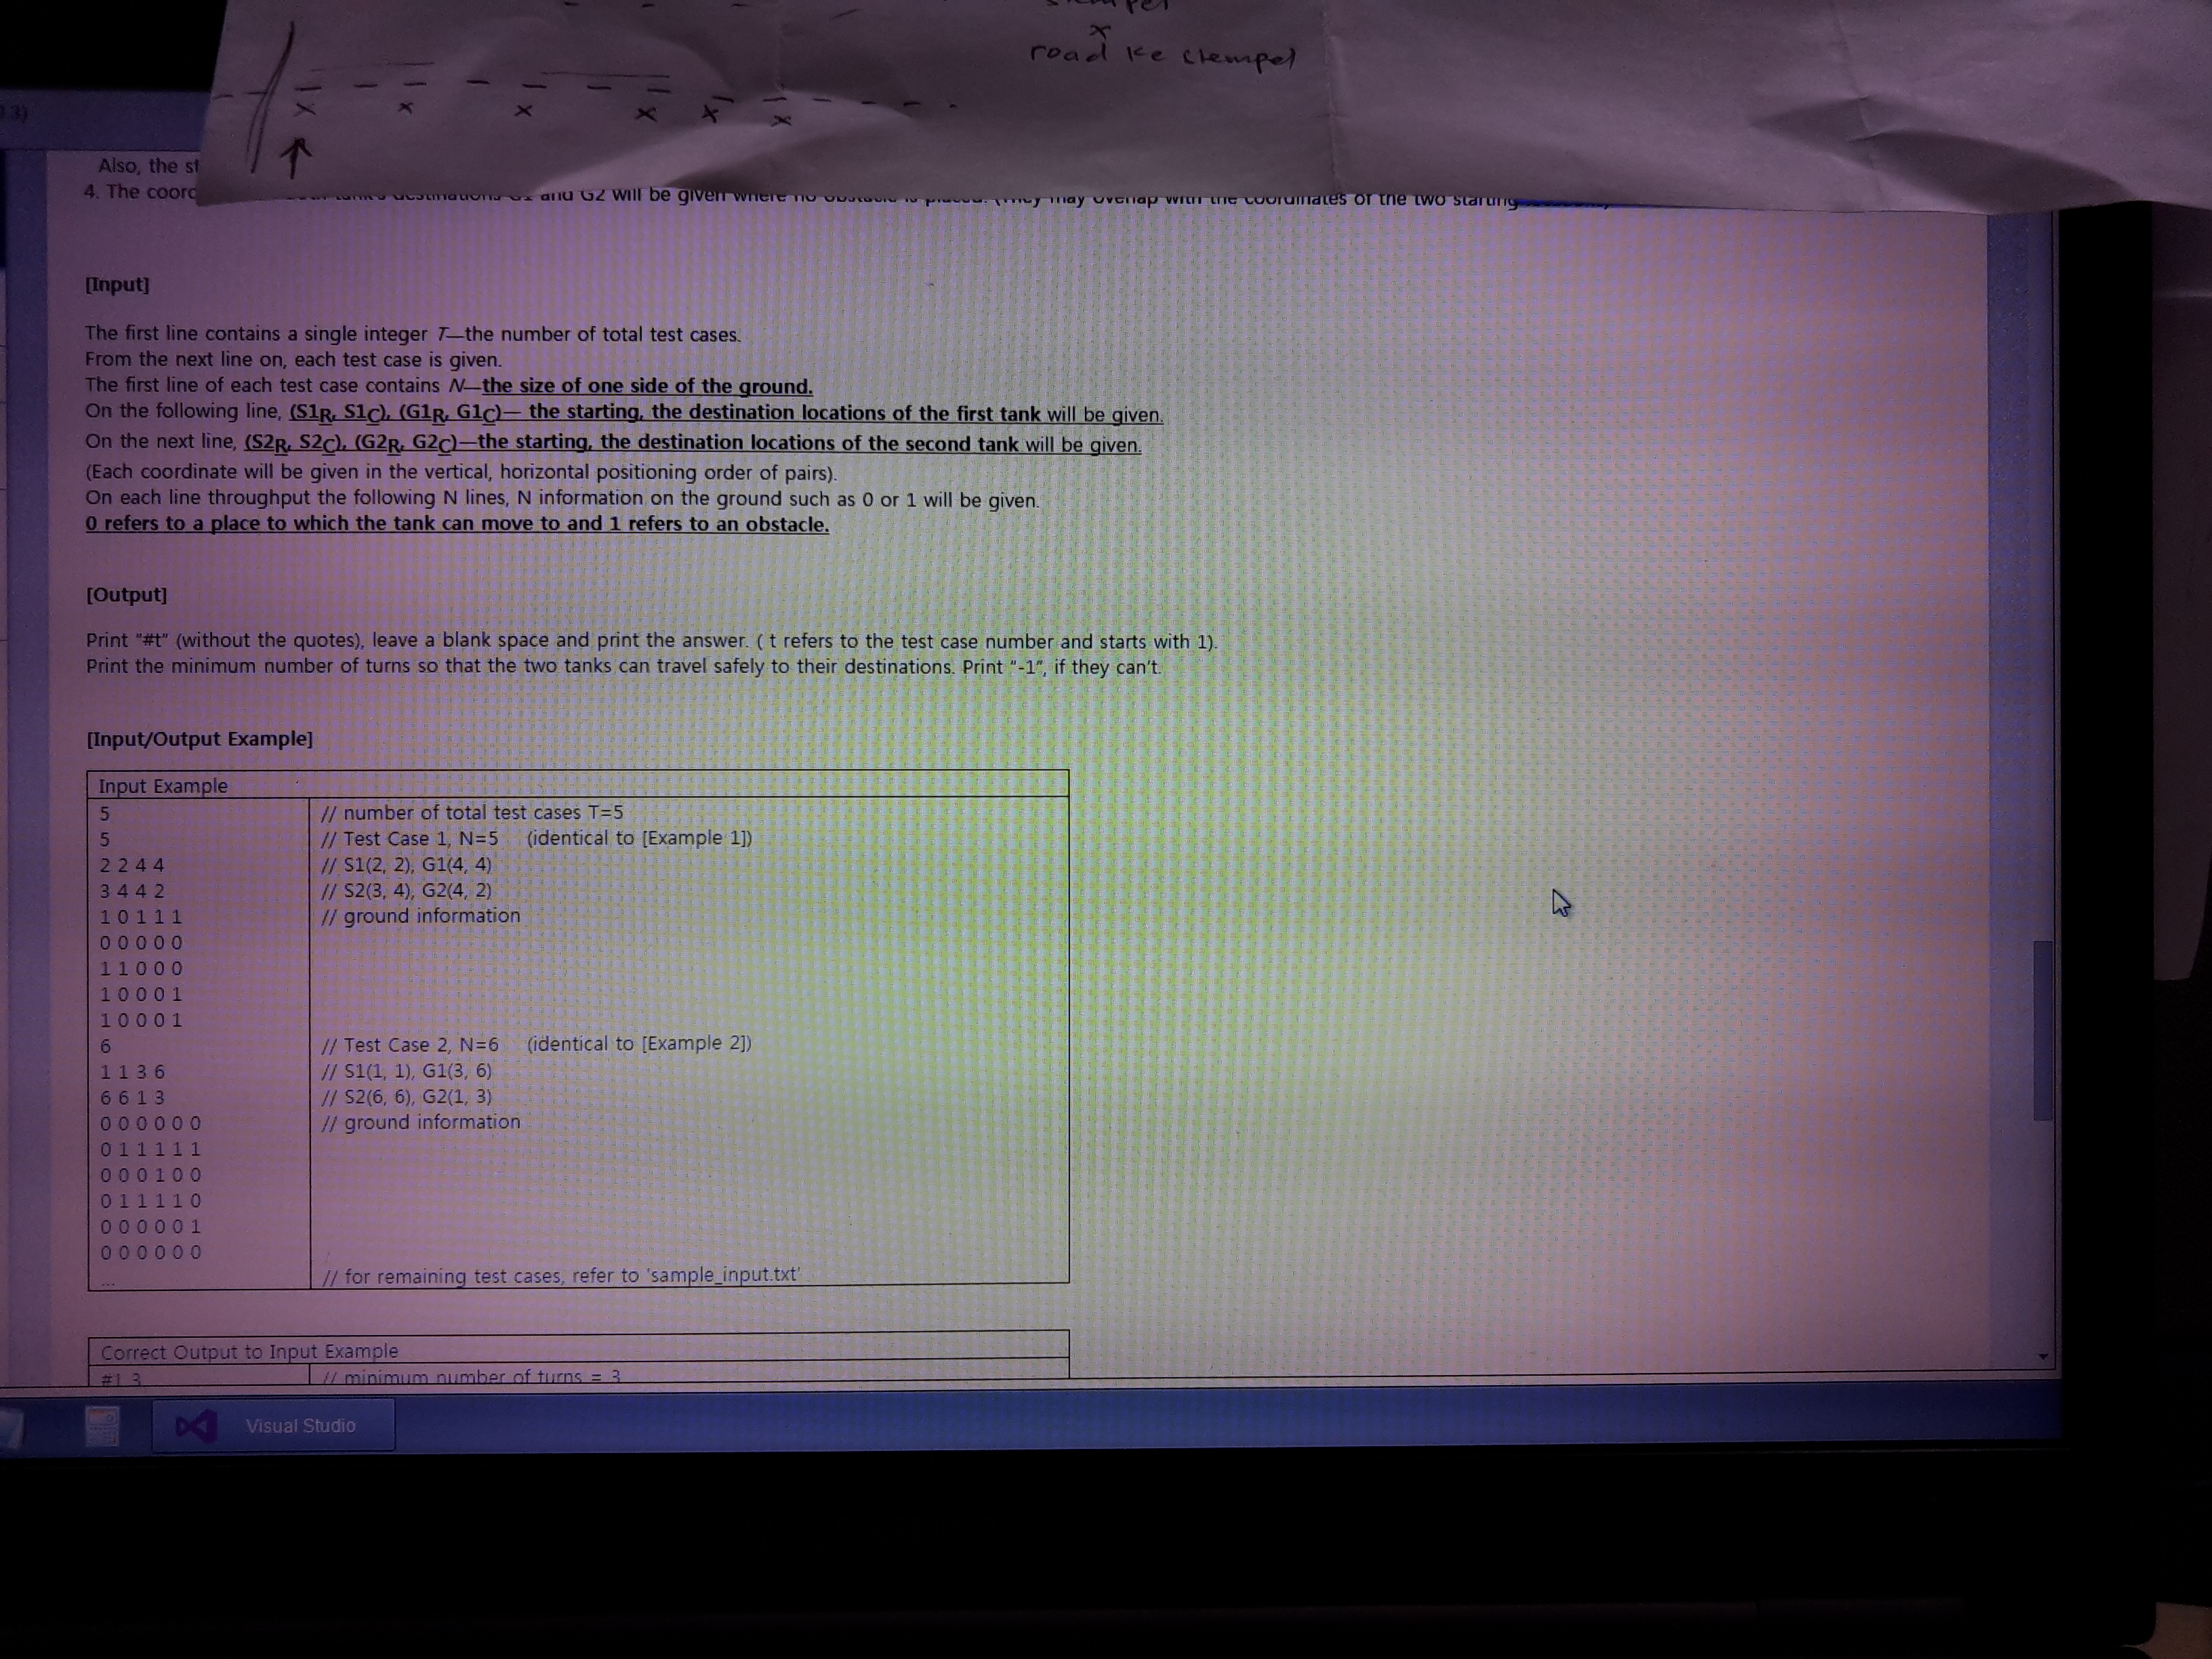 stempel
x
road ke stempel
x x x x x x
Also, the st
4. The coord tank's destinations G1 and G2 will be given where no obstacle is placed. (They may overlap with the coordinates of the two starting
[Input]
The first line contains a single integer T—the number of total test cases.
From the next line on, each test case is given.
The first line of each test case contains N—the size of one side of the ground.
On the following line, (S1R, S1C), (G1R, G1C)— the starting, the destination locations of the first tank will be given.
On the next line, (S2R, S2C), (G2R, G2C)—the starting, the destination locations of the second tank will be given.
(Each coordinate will be given in the vertical, horizontal positioning order of pairs).
On each line throughput the following N lines, N information on the ground such as 0 or 1 will be given.
0 refers to a place to which the tank can move to and 1 refers to an obstacle.
[Output]
Print "#t" (without the quotes), leave a blank space and print the answer. ( t refers to the test case number and starts with 1).
Print the minimum number of turns so that the two tanks can travel safely to their destinations. Print "-1", if they can't.
[Input/Output Example]
Input Example
5 // number of total test cases T=5
5 // Test Case 1, N=5 (identical to [Example 1])
2 2 4 4 // S1(2, 2), G1(4, 4)
3 4 4 2 // S2(3, 4), G2(4, 2)
1 0 1 1 1 // ground information
0 0 0 0 0
1 1 0 0 0
1 0 0 0 1
1 0 0 0 1
6 // Test Case 2, N=6 (identical to [Example 2])
1 1 3 6 // S1(1, 1), G1(3, 6)
6 6 1 3 // S2(6, 6), G2(1, 3)
0 0 0 0 0 0 // ground information
0 1 1 1 1 1
0 0 0 1 0 0
0 1 1 1 1 0
0 0 0 0 0 1
0 0 0 0 0 0
... // for remaining test cases, refer to 'sample_input.txt'
Correct Output to Input Example
#1 3 // minimum number of turns = 3
Visual Studio